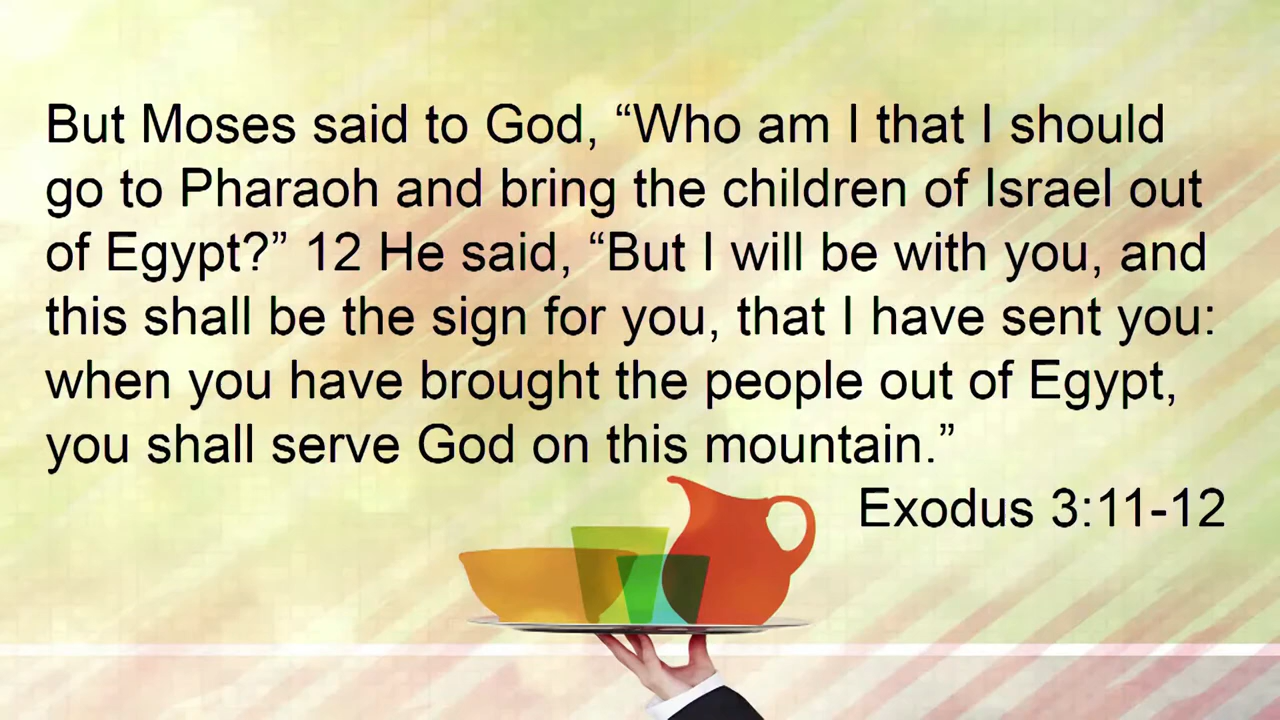 But Moses said to God, “Who am I that I should
go to Pharaoh and bring the children of Israel out
of Egypt?” 12 He said, “But I will be with you, and
this shall be the sign for you, that I have sent you:
when you have brought the people out of Egypt,
you shall serve God on this mountain.”
Exodus 3:11-12